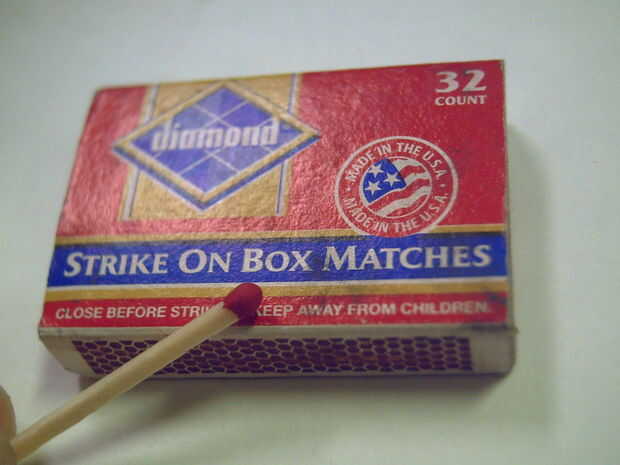 32
COUNT
diamond
MADE IN THE U.S.A.
MADE IN THE U.S.A.
STRIKE ON BOX MATCHES
CLOSE BEFORE KEEP AWAY FROM CHILDREN.